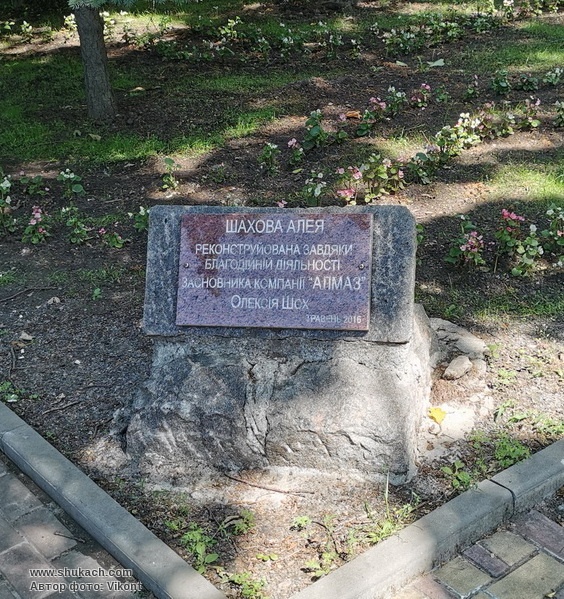 ШАХОВА АЛЕЯ
РЕКОНСТРУЙОВАНА ЗАВДЯКИ
БЛАГОДІЙНІЙ ДІЯЛЬНОСТІ
ЗАСНОВНИКА КОМПАНІЇ "АЛМАЗ"
ОЛЕКСІЯ ШОХ
ТРАВЕНЬ 2016
www.shukach.com
Автор фото: Vikont